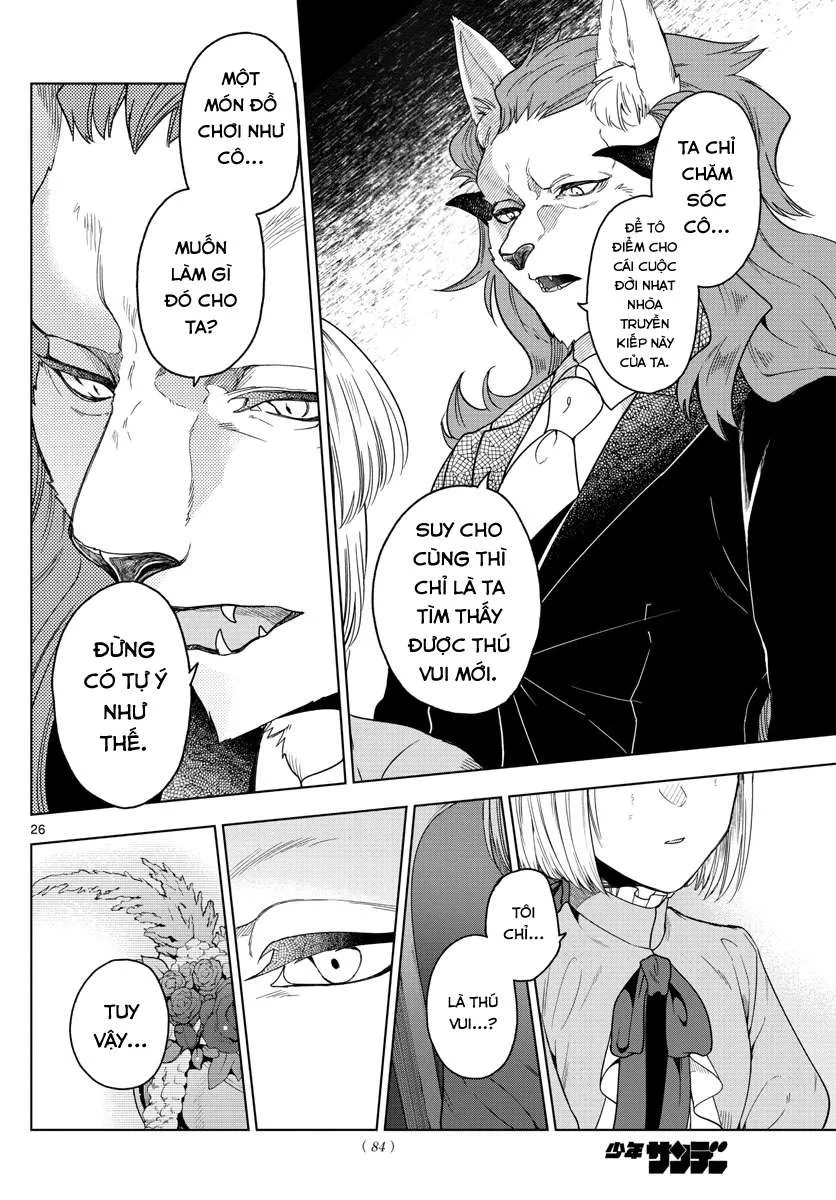 TA CHỈ
CHĂM
SÓC
CÔ...
ĐỂ TÔ
ĐIỂM CHO
CÁI CUỘC
ĐỜI NHẠT
NHÒA
TRUYỀN
KIẾP NÀY
CỦA TA.
SUY CHO
CÙNG THÌ
CHỈ LÀ TA
TÌM THẤY
ĐƯỢC THÚ
VUI MỚI.
MỘT
MÓN ĐỒ
CHƠI NHƯ
CÔ...
MUỐN
LÀM GÌ
ĐÓ CHO
TA?
ĐỪNG
CÓ TỰ Ý
NHƯ
THẾ.
26
TÔI
CHỈ...
LÀ THÚ
VUI...?
TUY
VẬY...
( 84 )
少年
サンデー